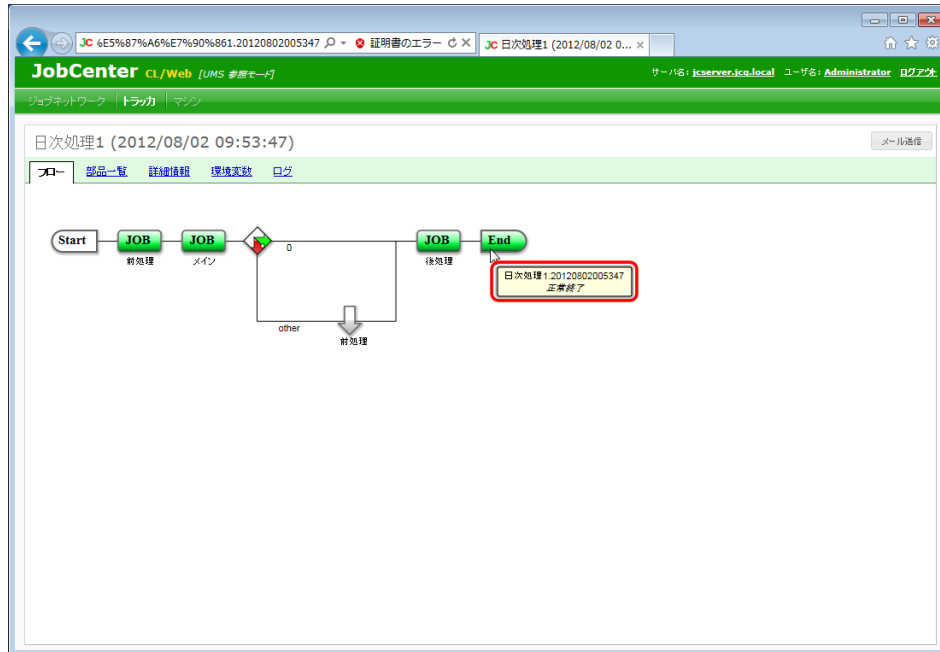 JC %E5%87%A6%E7%90%861.20120802005347 証明書のエラー
JC 日次処理1 (2012/08/02 0...
JobCenter CL/Web [UMS 参照モード]
サーバ名: jcserver.jcq.local ユーザ名: Administrator ログアウト
ジョブネットワーク トラッカ マシン
日次処理1 (2012/08/02 09:53:47)
メール送信
フロー 部品一覧 詳細情報 環境変数 ログ
Start JOB JOB 0 JOB End
前処理 メイン 後処理
日次処理1.20120802005347
正常終了
other
前処理